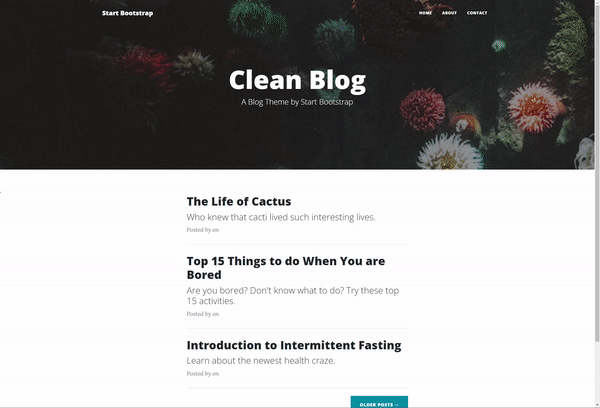 Start Bootstrap
HOME ABOUT CONTACT
Clean Blog
A Blog Theme by Start Bootstrap
The Life of Cactus
Who knew that cacti lived such interesting lives.
Posted by on
Top 15 Things to do When You are
Bored
Are you bored? Don't know what to do? Try these top
15 activities.
Posted by on
Introduction to Intermittent Fasting
Learn about the newest health craze.
Posted by on
OLDER POSTS →